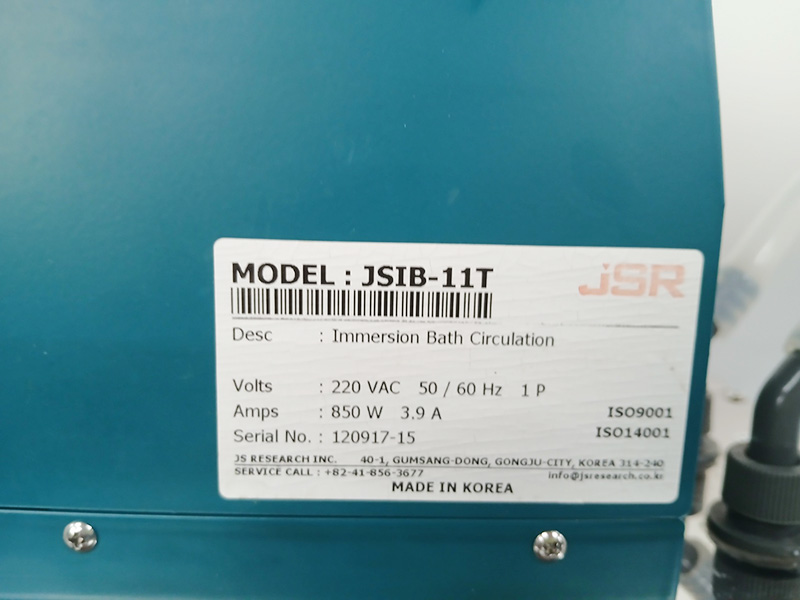 MODEL : JSIB-11T
JSR
Desc : Immersion Bath Circulation
Volts : 220 VAC 50 / 60 Hz 1 P
Amps : 850 W 3.9 A
ISO9001
Serial No. : 120917-15
ISO14001
JS RESEARCH INC. 40-1, GUMSANG-DONG, GONGJU-CITY, KOREA 314-240
SERVICE CALL : +82-41-856-3677
info@jsresearch.co.kr
MADE IN KOREA